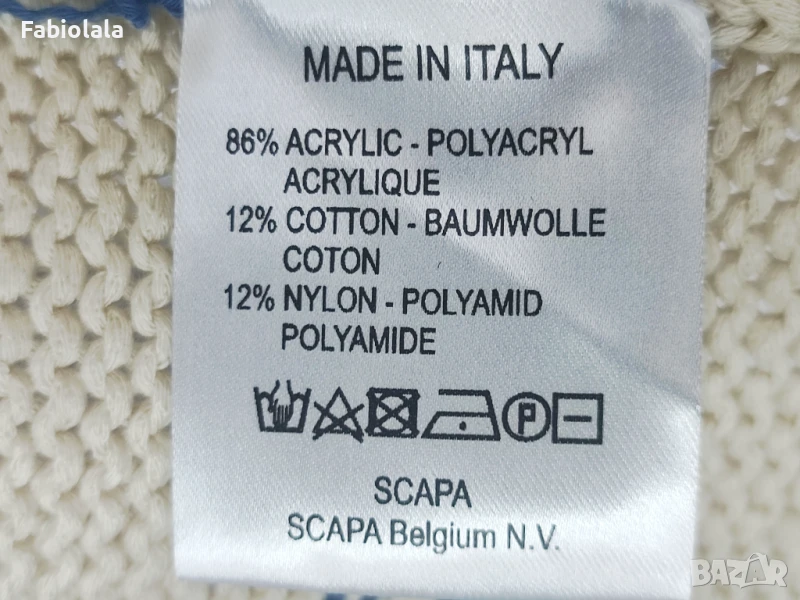 Fabiolala
MADE IN ITALY
86% ACRYLIC - POLYACRYL
ACRYLIQUE
12% COTTON - BAUMWOLLE
COTON
12% NYLON - POLYAMID
POLYAMIDE
P
SCAPA
SCAPA Belgium N.V.
BAZAR